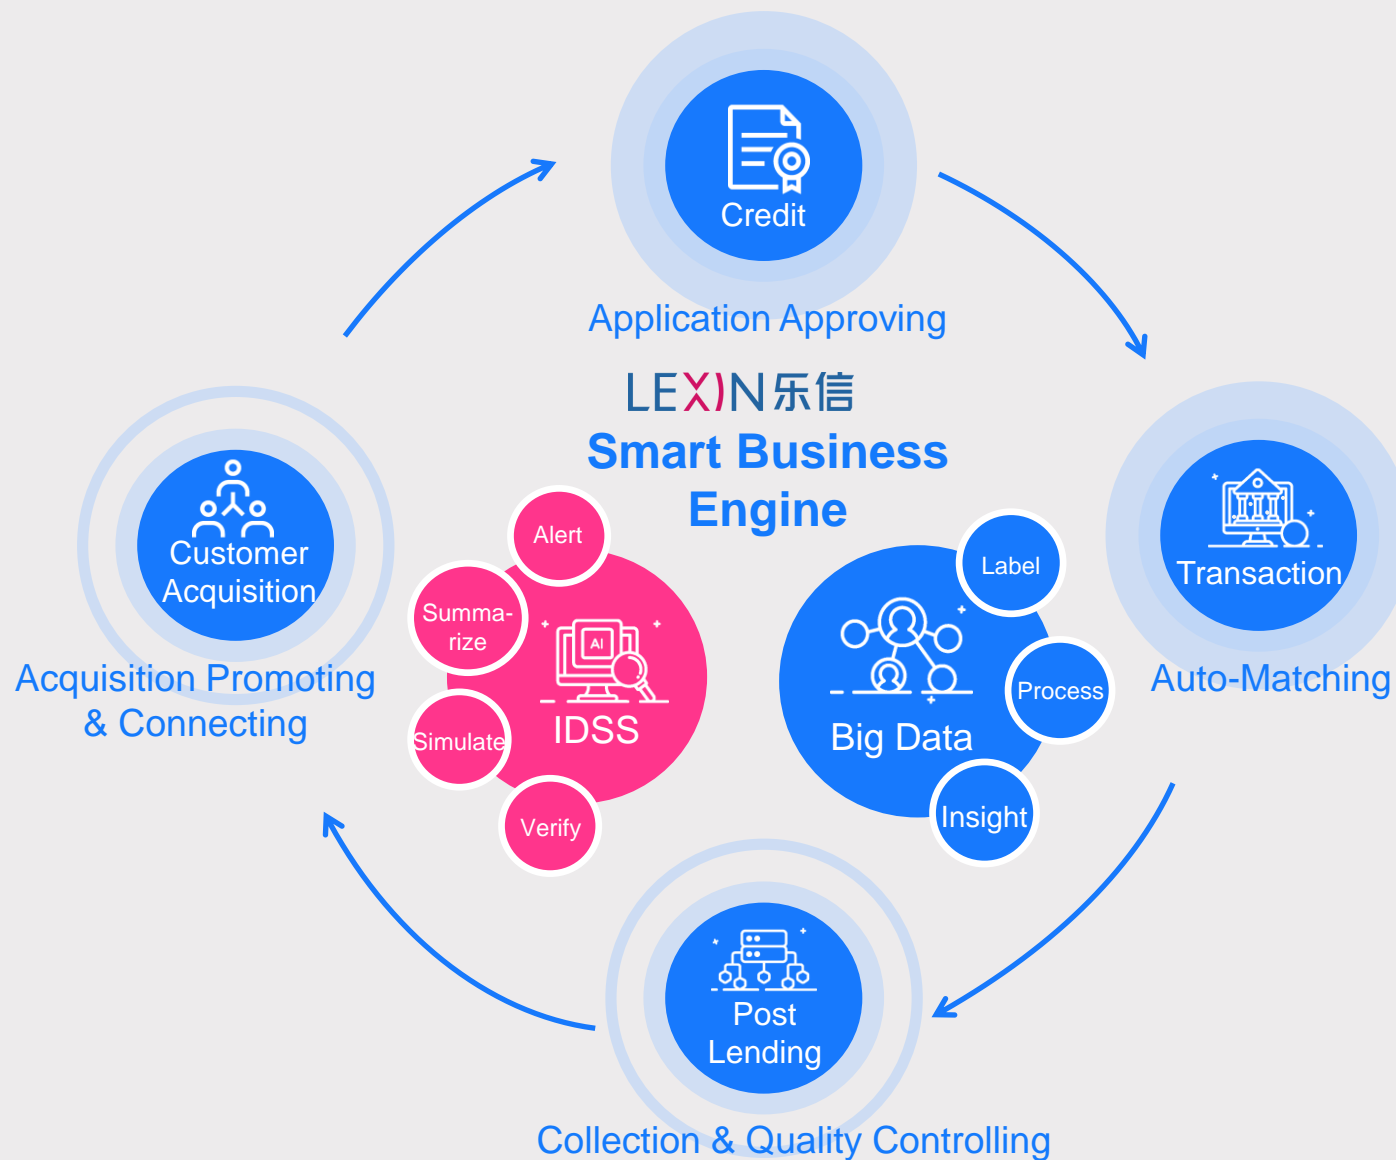 Credit
Application Approving
LEXIN乐信
Smart Business
Engine
Customer
Acquisition
Acquisition Promoting
& Connecting
Alert
Summa-
rize
Simulate
Verify
AI
IDSS
Big Data
Label
Process
Insight
Transaction
Auto-Matching
Post
Lending
Collection & Quality Controlling